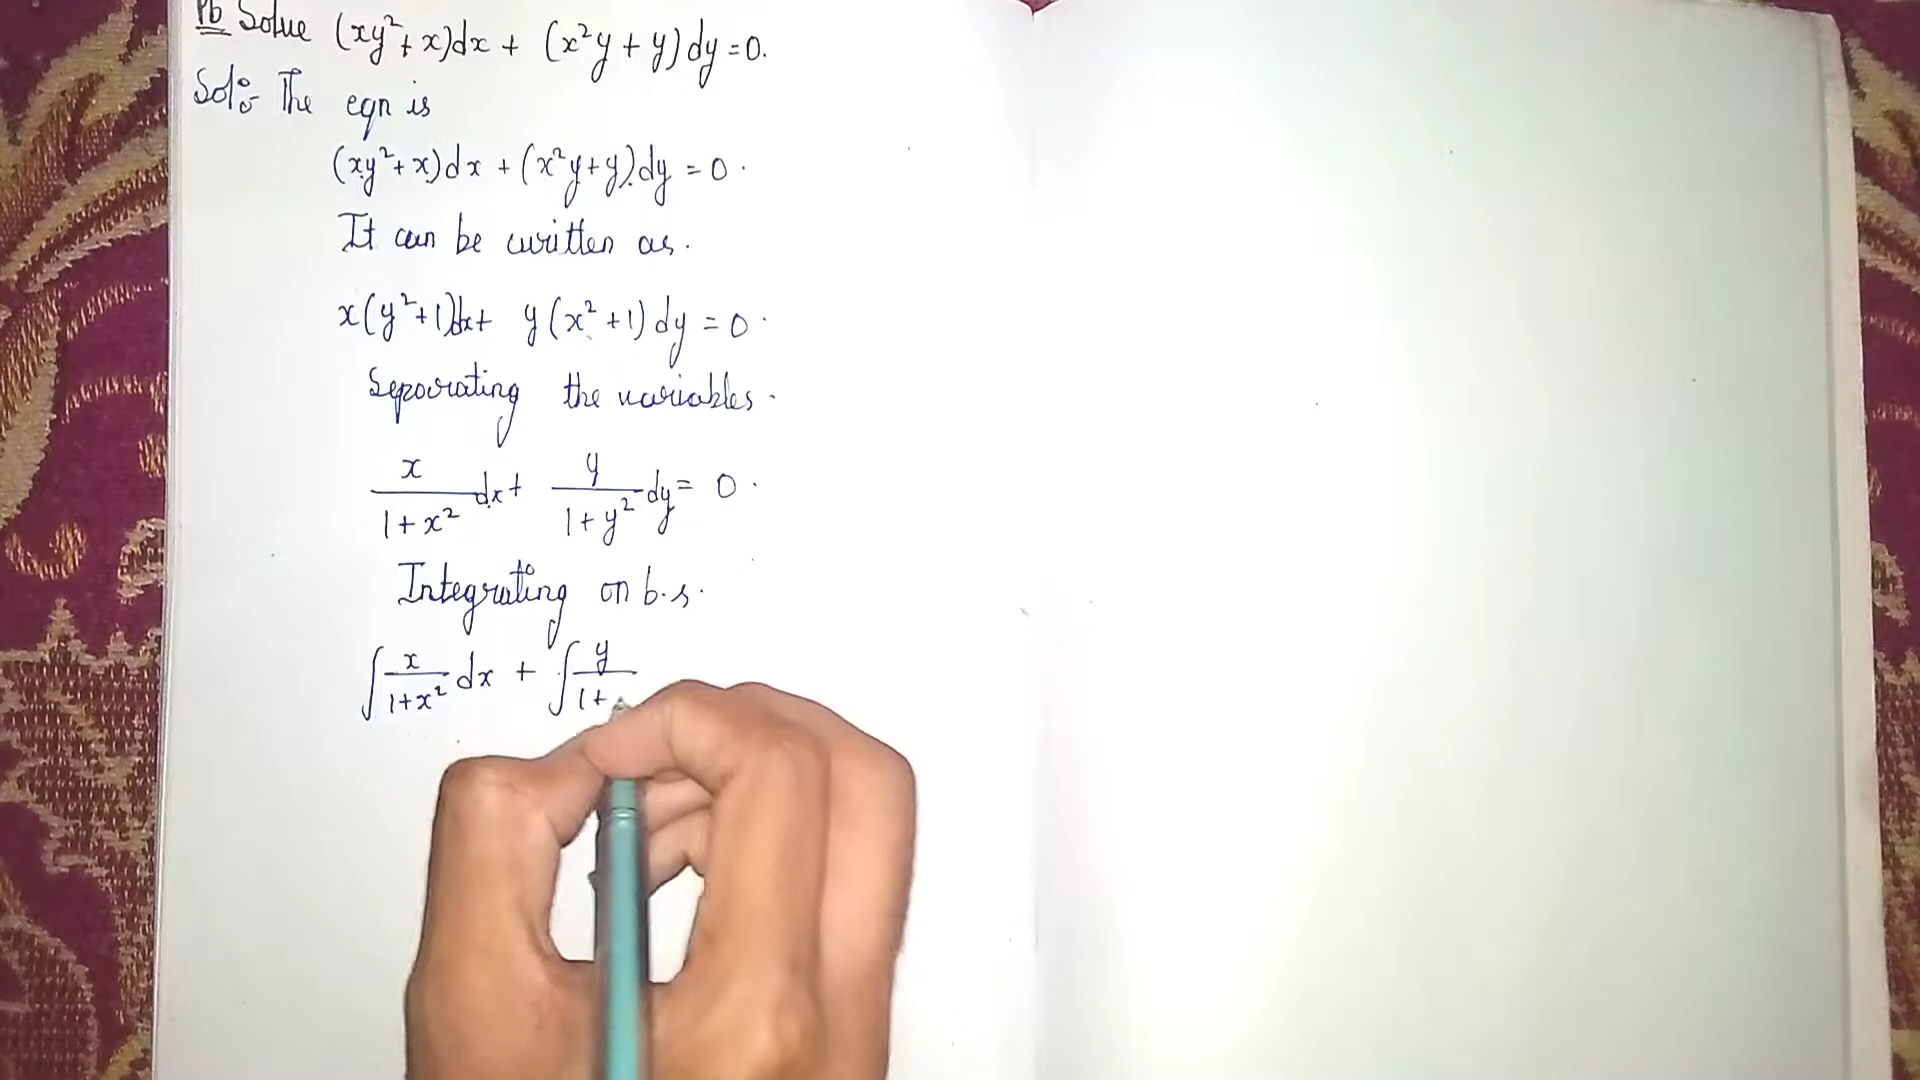 Pb Solve (xy²+x)dx + (x²y+y)dy=0.
Sol:- The eqn is
(xy²+x)dx + (x²y+y)dy = 0.
It can be written as.
x(y²+1)dx+ y(x²+1)dy = 0.
Separating the variables.
x/(1+x²) dx + y/(1+y²) dy = 0.
Integrating on b.s.
∫ x/(1+x²) dx + ∫ y/(1+